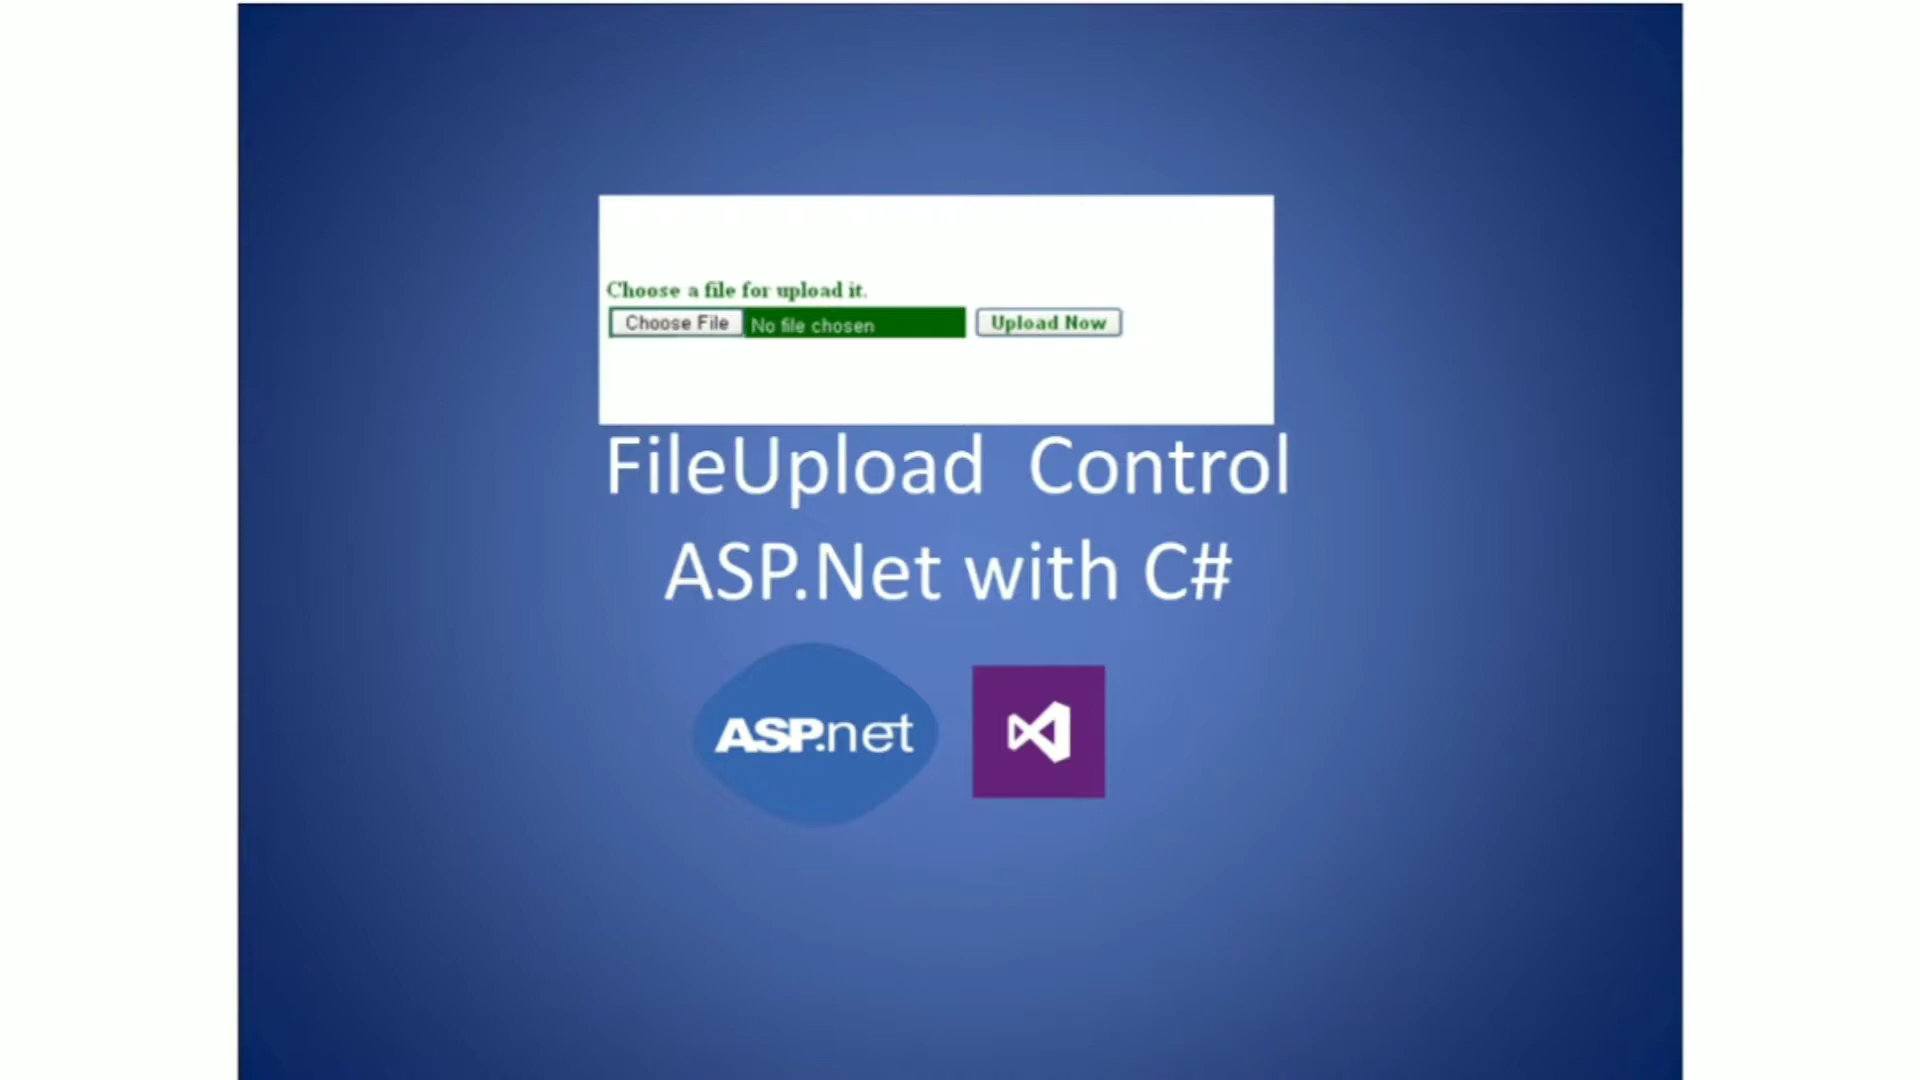 Choose a file for upload it.
Choose File No file chosen Upload Now
FileUpload Control
ASP.Net with C#
ASP.net